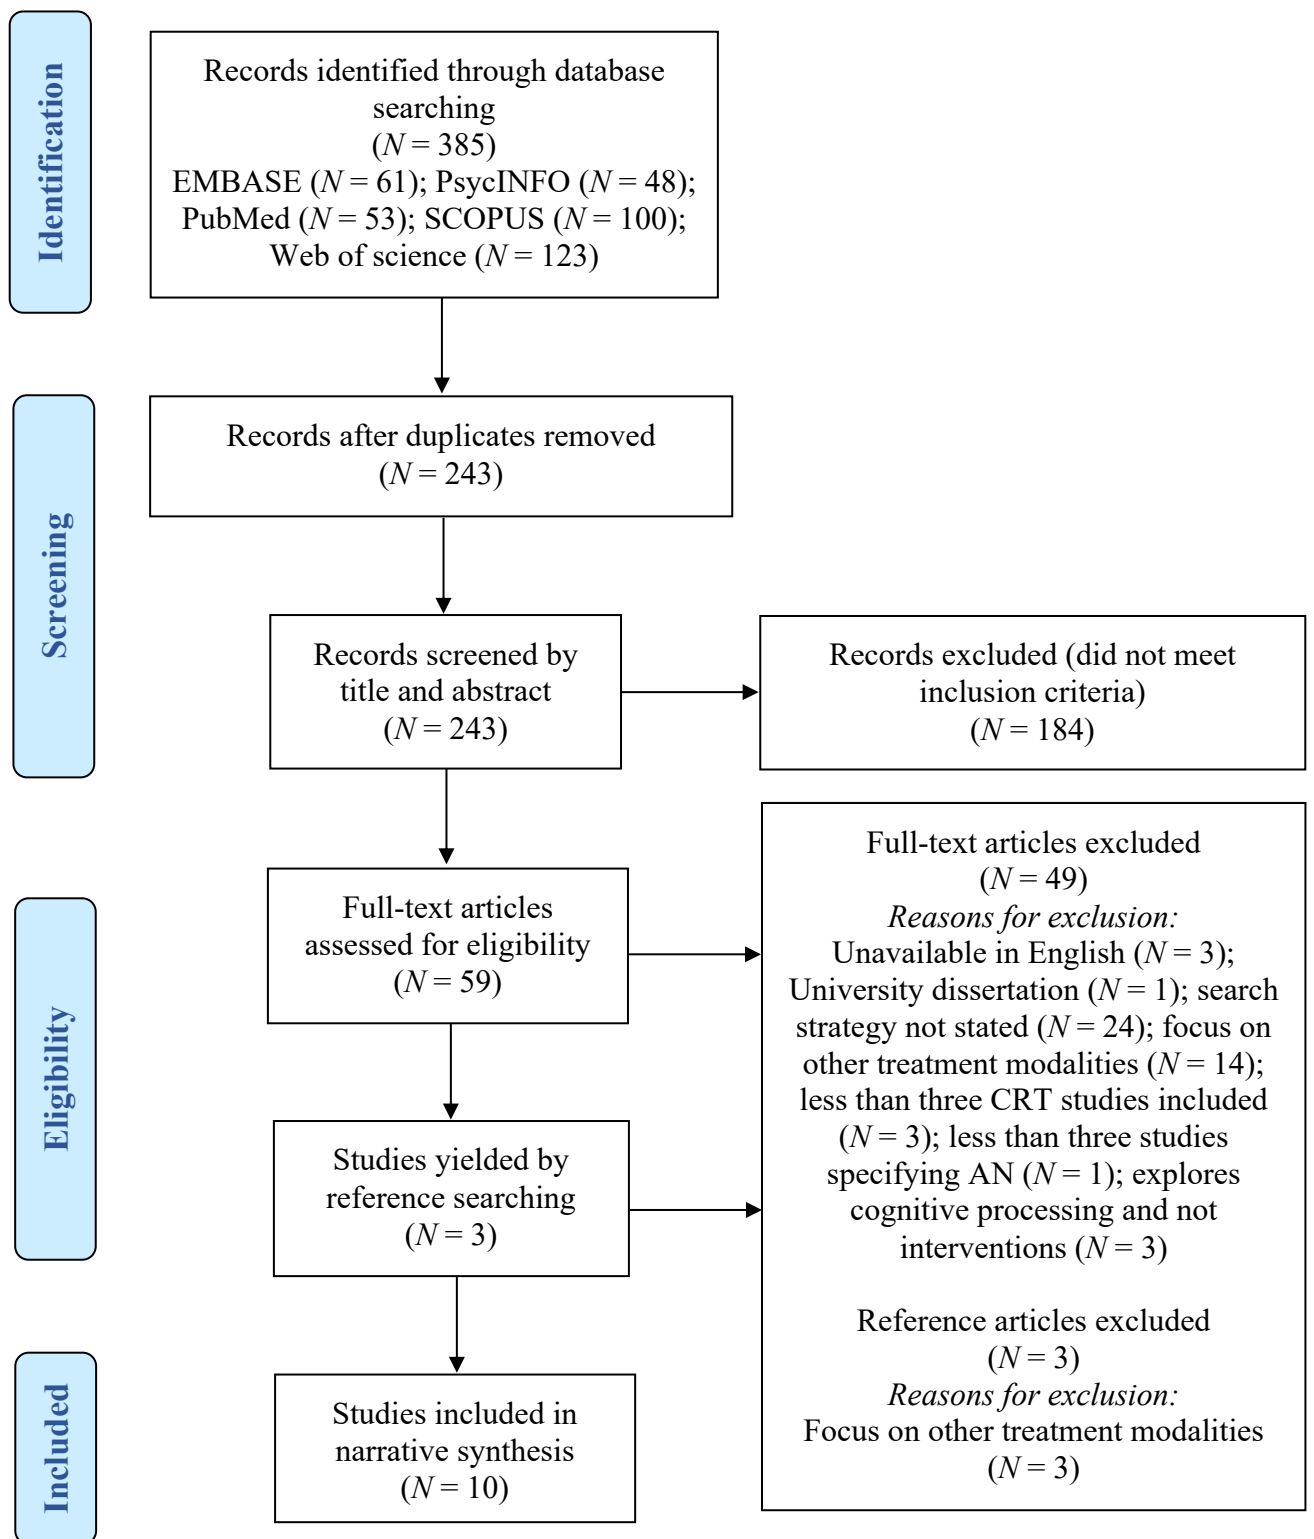 Identification
Records identified through database
searching
(N = 385)
EMBASE (N = 61); PsycINFO (N = 48);
PubMed (N = 53); SCOPUS (N = 100);
Web of science (N = 123)
Screening
Records after duplicates removed
(N = 243)
Records screened by
title and abstract
(N = 243)
Records excluded (did not meet
inclusion criteria)
(N = 184)
Eligibility
Full-text articles
assessed for eligibility
(N = 59)
Full-text articles excluded
(N = 49)
Reasons for exclusion:
Unavailable in English (N = 3);
University dissertation (N = 1); search
strategy not stated (N = 24); focus on
other treatment modalities (N = 14);
less than three CRT studies included
(N = 3); less than three studies
specifying AN (N = 1); explores
cognitive processing and not
interventions (N = 3)
Reference articles excluded
(N = 3)
Reasons for exclusion:
Focus on other treatment modalities
(N = 3)
Studies yielded by
reference searching
(N = 3)
Included
Studies included in
narrative synthesis
(N = 10)